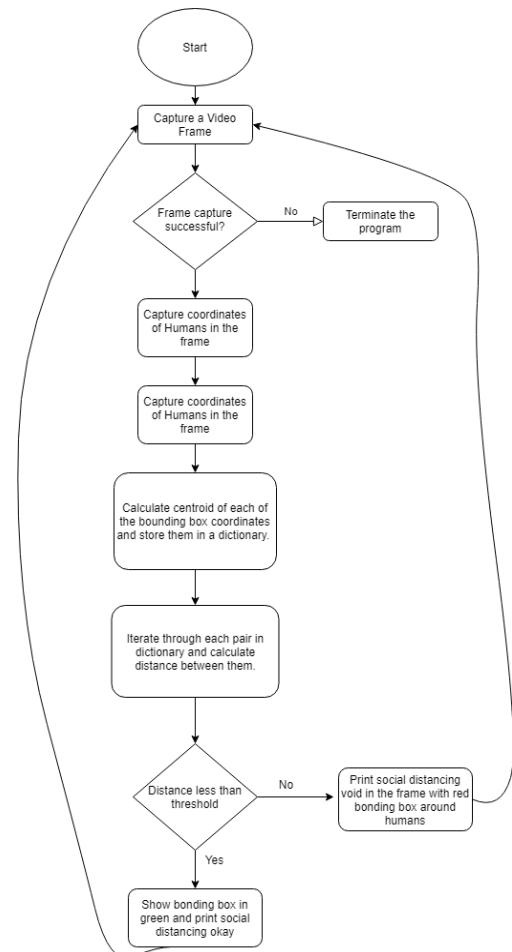 Start
Capture a Video
Frame
Frame capture
successful?
No
Terminate the
program
Capture coordinates
of Humans in the
frame
Capture coordinates
of Humans in the
frame
Calculate centroid of each of
the bounding box coordinates
and store them in a dictionary.
Iterate through each pair in
dictionary and calculate
distance between them.
Distance less than
threshold
No
Print social distancing
void in the frame with red
bonding box around
humans
Yes
Show bonding box in
green and print social
distancing okay